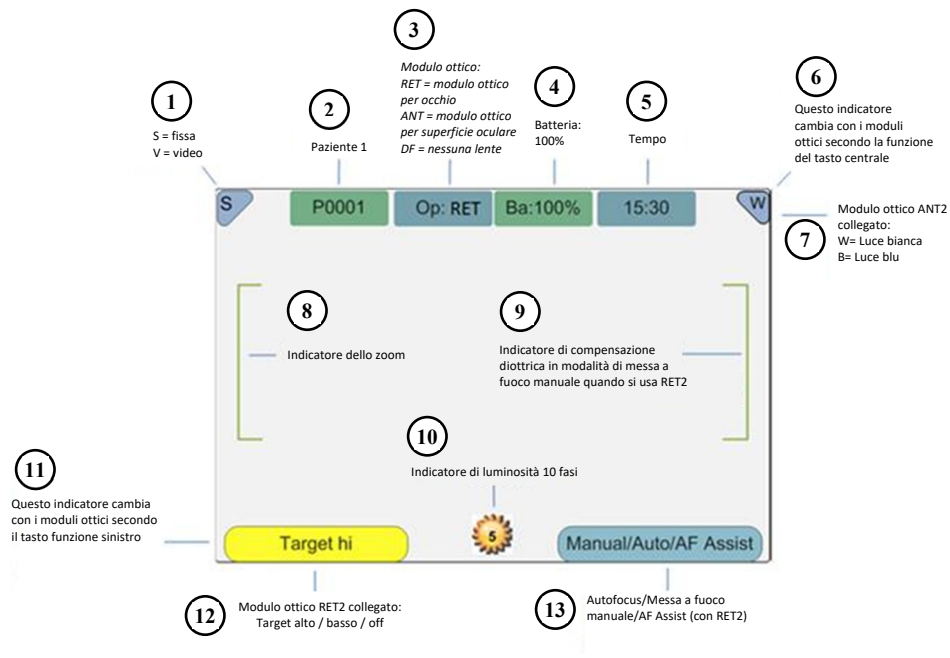 1
S = fissa
V = video
2
Paziente 1
3
Modulo ottico:
RET = modulo ottico
per occhio
ANT = modulo ottico
per superficie oculare
DF = nessuna lente
4
Batteria:
100%
5
Tempo
6
Questo indicatore
cambia con i moduli
ottici secondo la funzione
del tasto centrale
S
P0001
Op: RET
Ba:100%
15:30
W
7
Modulo ottico ANT2
collegato:
W= Luce bianca
B= Luce blu
8
Indicatore dello zoom
9
Indicatore di compensazione
diottrica in modalità di messa a
fuoco manuale quando si usa RET2
10
Indicatore di luminosità 10 fasi
11
Questo indicatore cambia
con i moduli ottici secondo
il tasto funzione sinistro
Target hi
5
Manual/Auto/AF Assist
12
Modulo ottico RET2 collegato:
Target alto / basso / off
13
Autofocus/Messa a fuoco
manuale/AF Assist (con RET2)